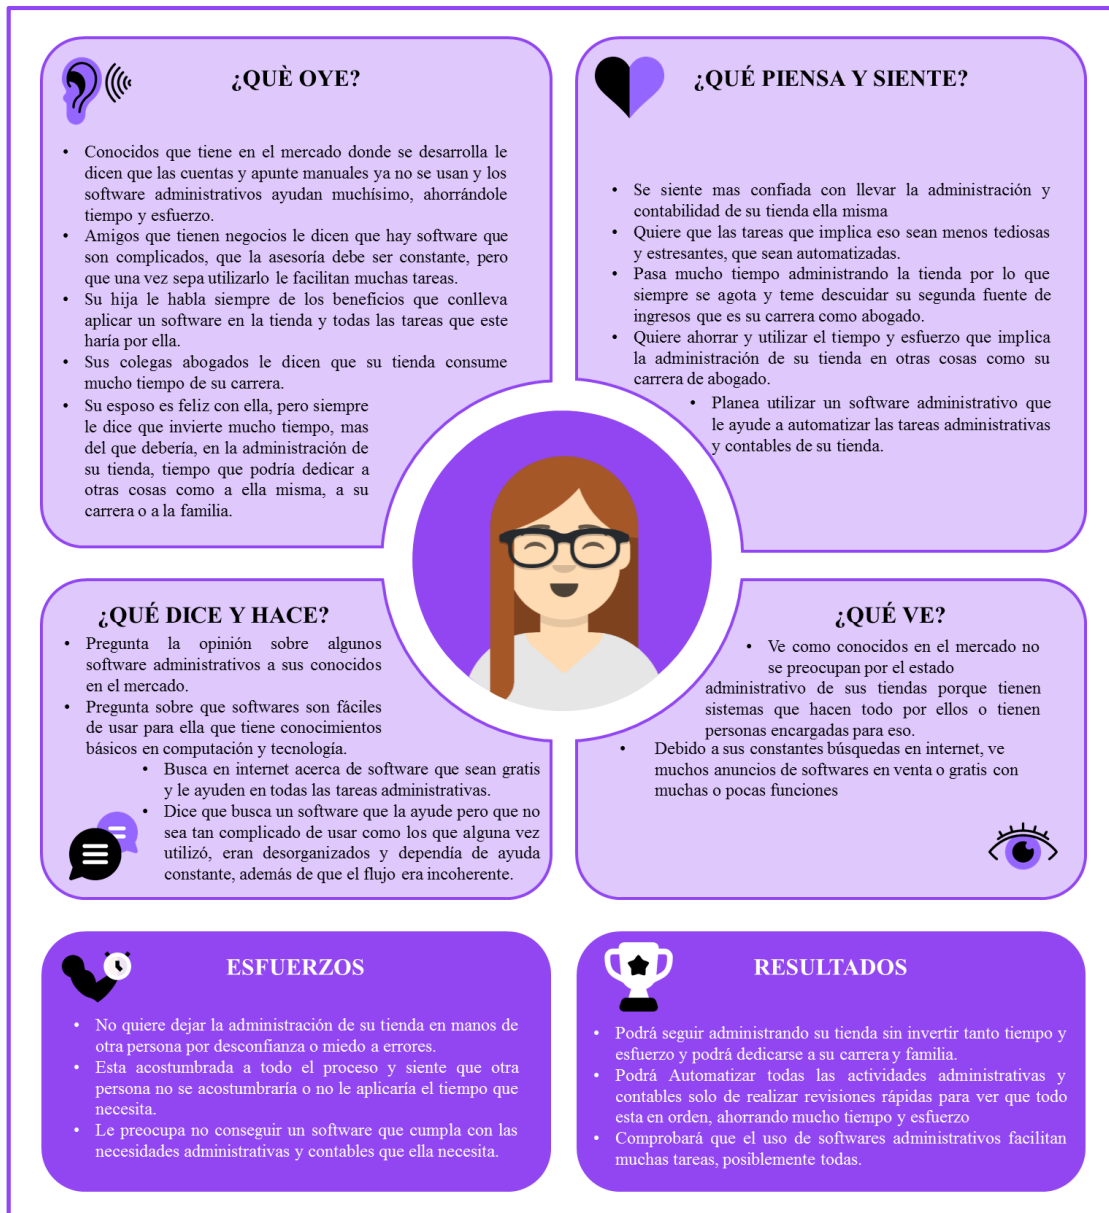 ¿QUÈ OYE?
• Conocidos que tiene en el mercado donde se desarrolla le
dicen que las cuentas y apunte manuales ya no se usan y los
software administrativos ayudan muchísimo, ahorrándole
tiempo y esfuerzo.
• Amigos que tienen negocios le dicen que hay software que
son complicados, que la asesoría debe ser constante, pero
que una vez sepa utilizarlo le facilitan muchas tareas.
• Su hija le habla siempre de los beneficios que conlleva
aplicar un software en la tienda y todas las tareas que este
haría por ella.
• Sus colegas abogados le dicen que su tienda consume
mucho tiempo de su carrera.
• Su esposo es feliz con ella, pero siempre
le dice que invierte mucho tiempo, mas
del que debería, en la administración de
su tienda, tiempo que podría dedicar a
otras cosas como a ella misma, a su
carrera o a la familia.
¿QUÉ PIENSA Y SIENTE?
• Se siente mas confiada con llevar la administración y
contabilidad de su tienda ella misma
• Quiere que las tareas que implica eso sean menos tediosas
y estresantes, que sean automatizadas.
• Pasa mucho tiempo administrando la tienda por lo que
siempre se agota y teme descuidar su segunda fuente de
ingresos que es su carrera como abogado.
• Quiere ahorrar y utilizar el tiempo y esfuerzo que implica
la administración de su tienda en otras cosas como su
carrera de abogado.
• Planea utilizar un software administrativo que
le ayude a automatizar las tareas administrativas
y contables de su tienda.
¿QUÉ DICE Y HACE?
• Pregunta la opinión sobre algunos
software administrativos a sus conocidos
en el mercado.
• Pregunta sobre que softwares son fáciles
de usar para ella que tiene conocimientos
básicos en computación y tecnología.
• Busca en internet acerca de software que sean gratis
y le ayuden en todas las tareas administrativas.
• Dice que busca un software que la ayude pero que no
sea tan complicado de usar como los que alguna vez
utilizó, eran desorganizados y dependía de ayuda
constante, además de que el flujo era incoherente.
¿QUÉ VE?
• Ve como conocidos en el mercado no
se preocupan por el estado
administrativo de sus tiendas porque tienen
sistemas que hacen todo por ellos o tienen
personas encargadas para eso.
• Debido a sus constantes búsquedas en internet, ve
muchos anuncios de softwares en venta o gratis con
muchas o pocas funciones
ESFUERZOS
• No quiere dejar la administración de su tienda en manos de
otra persona por desconfianza o miedo a errores.
• Esta acostumbrada a todo el proceso y siente que otra
persona no se acostumbraría o no le aplicaría el tiempo que
necesita.
• Le preocupa no conseguir un software que cumpla con las
necesidades administrativas y contables que ella necesita.
RESULTADOS
• Podrá seguir administrando su tienda sin invertir tanto tiempo y
esfuerzo y podrá dedicarse a su carrera y familia.
• Podrá Automatizar todas las actividades administrativas y
contables solo de realizar revisiones rápidas para ver que todo
esta en orden, ahorrando mucho tiempo y esfuerzo
• Comprobará que el uso de softwares administrativos facilitan
muchas tareas, posiblemente todas.